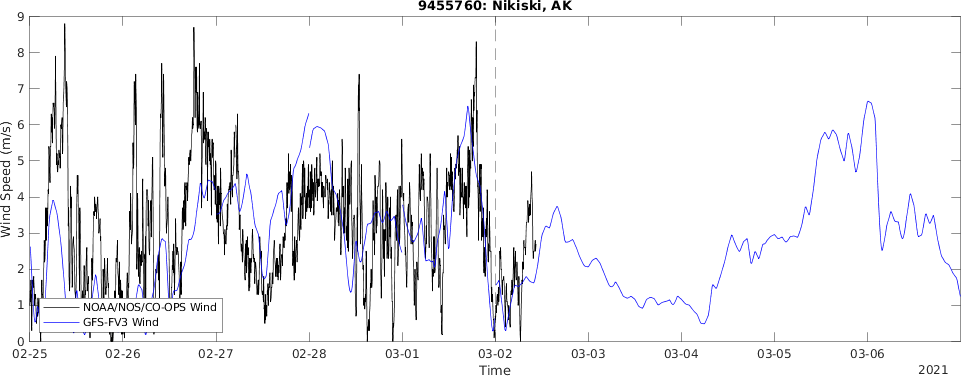 9455760: Nikiski, AK
Wind Speed (m/s)
9
8
7
6
5
4
3
2
1
0
NOAA/NOS/CO-OPS Wind
GFS-FV3 Wind
02-25 02-26 02-27 02-28 03-01 03-02 03-03 03-04 03-05 03-06
Time
2021